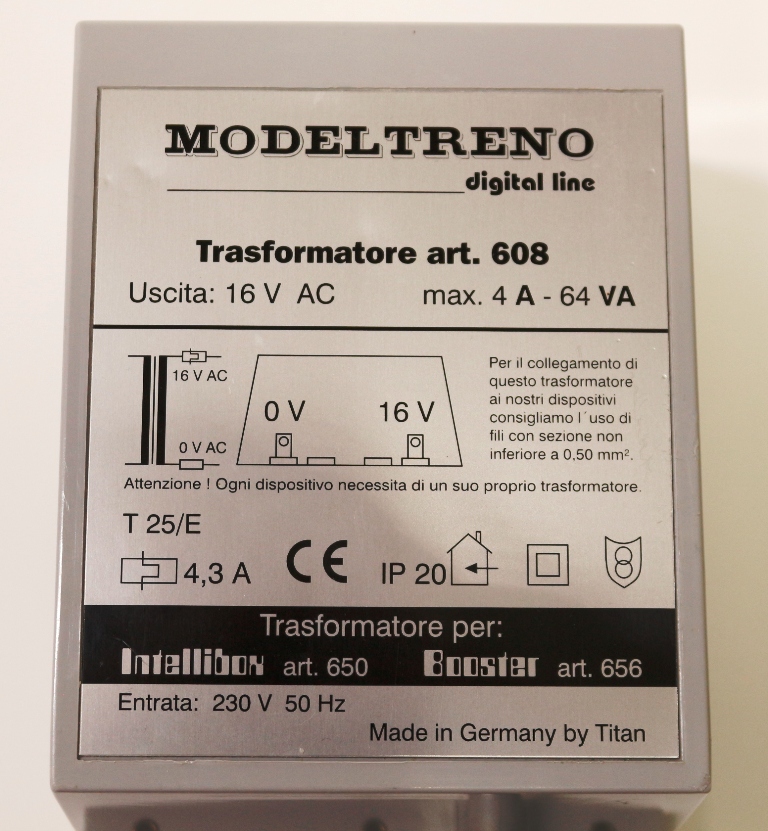 MODELTRENO
digital line
Trasformatore art. 608
Uscita: 16 V AC max. 4 A - 64 VA
16 V AC
0 V AC
0 V 16 V
Per il collegamento di
questo trasformatore
ai nostri dispositivi
consigliamo l´uso di
fili con sezione non
inferiore a 0,50 mm².
Attenzione ! Ogni dispositivo necessita di un suo proprio trasformatore.
T 25/E
4,3 A CE IP 20
Trasformatore per:
Intellibox art. 650 Booster art. 656
Entrata: 230 V 50 Hz
Made in Germany by Titan